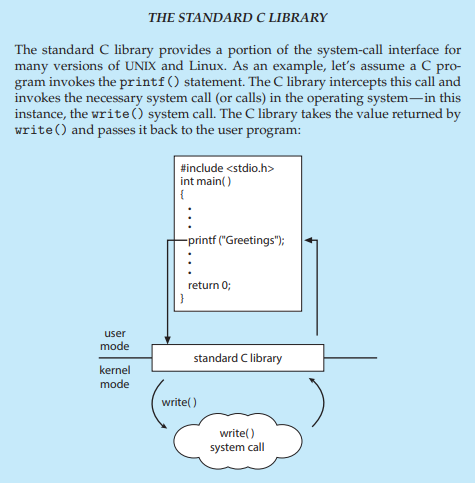 THE STANDARD C LIBRARY
The standard C library provides a portion of the system-call interface for
many versions of UNIX and Linux. As an example, let's assume a C pro-
gram invokes the printf() statement. The C library intercepts this call and
invokes the necessary system call (or calls) in the operating system—in this
instance, the write() system call. The C library takes the value returned by
write() and passes it back to the user program:
#include <stdio.h>
int main( )
{
•
•
•
printf ("Greetings");
•
•
•
return 0;
}
user
mode
standard C library
kernel
mode
write( )
write( )
system call